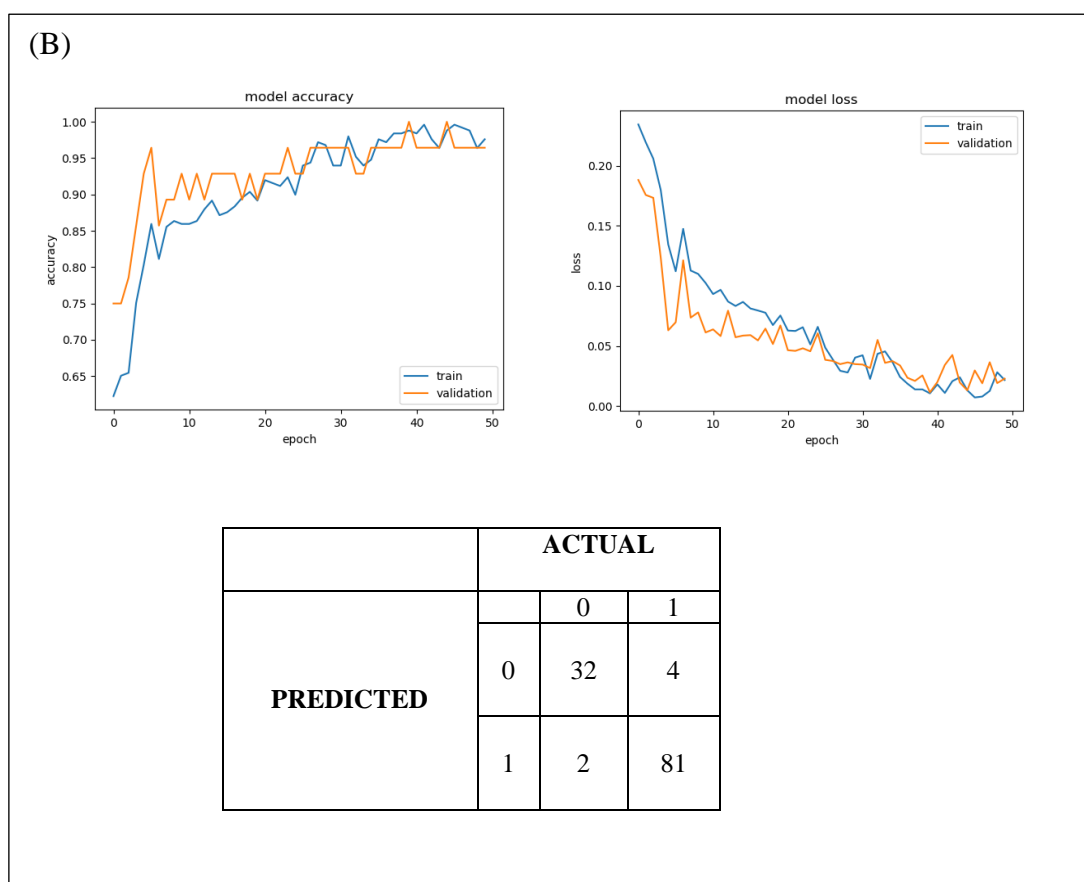 (B)
model accuracy
1.00
0.95
0.90
0.85
0.80
0.75
0.70
0.65
accuracy
0 10 20 30 40 50
epoch
train
validation
model loss
0.20
0.15
0.10
0.05
0.00
loss
0 10 20 30 40 50
epoch
train
validation
ACTUAL
0 1
PREDICTED
0 32 4
1 2 81